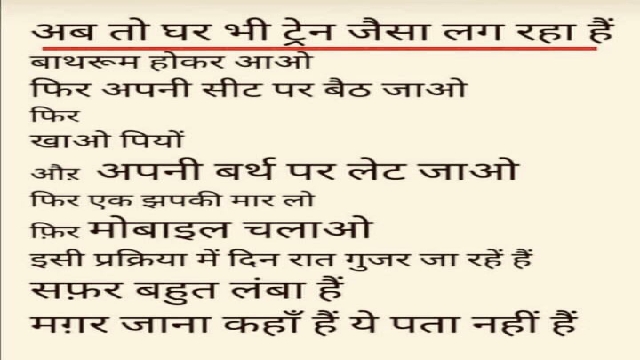 अब तो घर भी ट्रेन जैसा लग रहा हैं
बाथरूम होकर आओ
फिर अपनी सीट पर बैठ जाओ
फिर
खाओ पियों
औऱ अपनी बर्थ पर लेट जाओ
फिर एक झपकी मार लो
फ़िर मोबाइल चलाओ
इसी प्रक्रिया में दिन रात गुजर जा रहें हैं
सफ़र बहुत लंबा हैं
मग़र जाना कहाँ हैं ये पता नहीं हैं